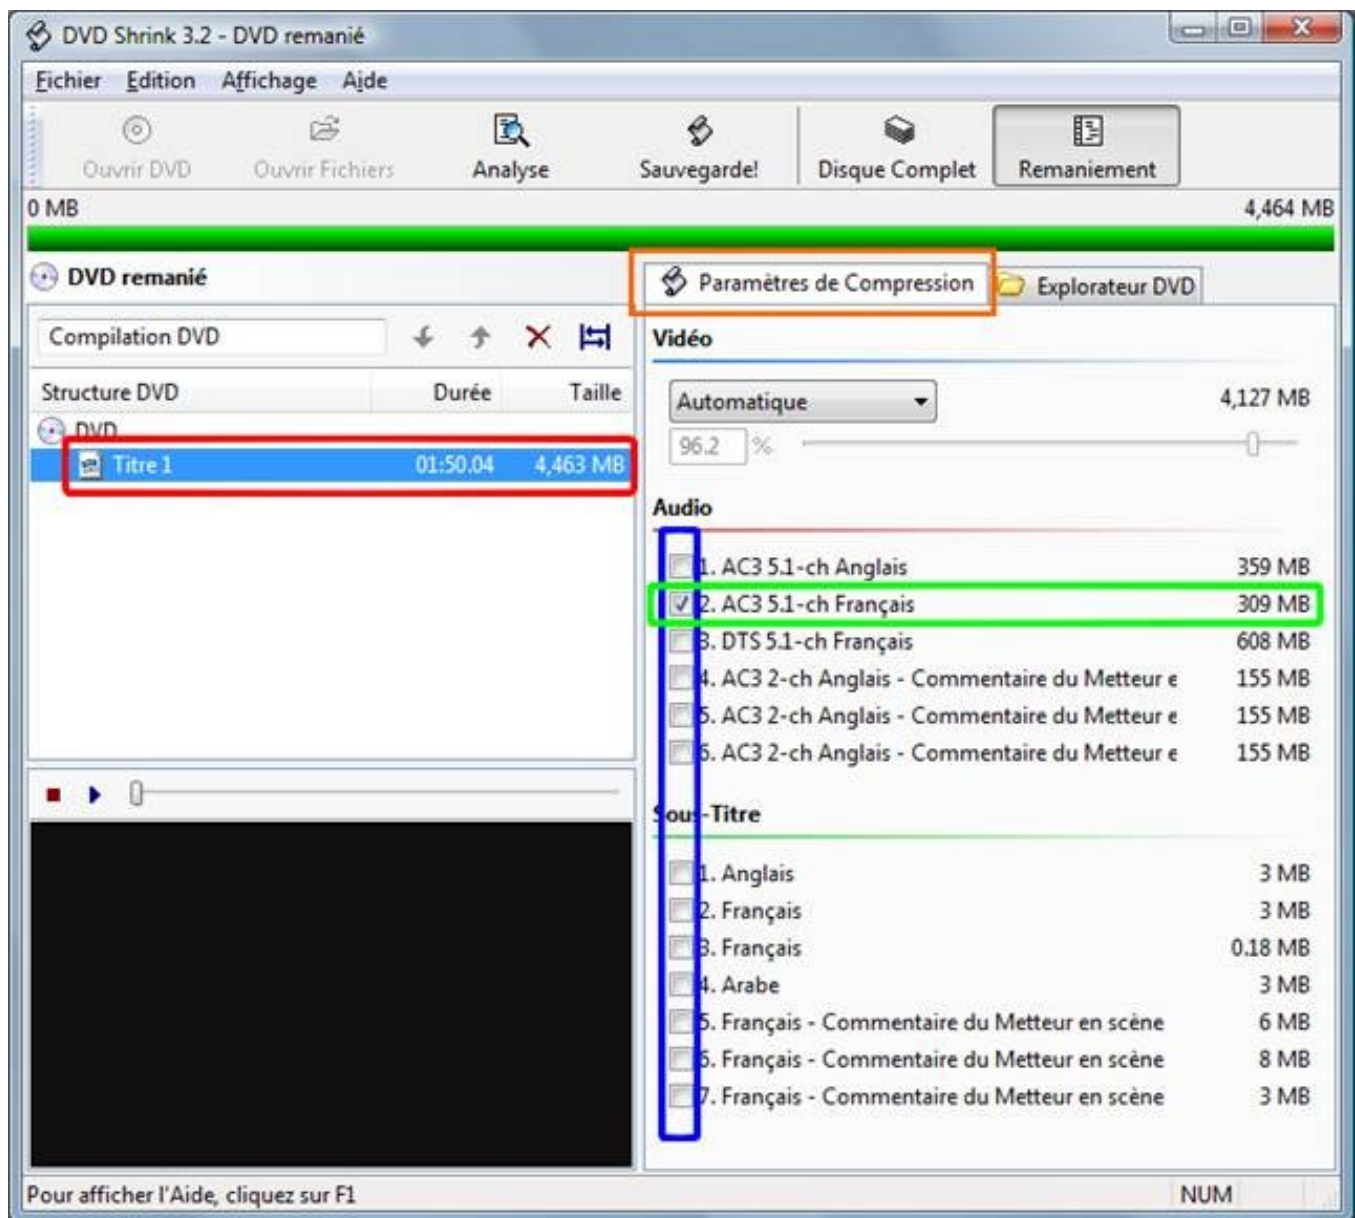 DVD Shrink 3.2 - DVD remanié
Fichier Edition Affichage Ajde
Ouvrir DVD Ouvrir Fichiers Analyse Sauvegarde! Disque Complet Remaniement
0 MB 4,464 MB
DVD remanié Paramètres de Compression Explorateur DVD
Compilation DVD
Vidéo
Structure DVD Durée Taille
Automatique 4,127 MB
DVD
96.2 %
Titre 1 01:50.04 4,463 MB
Audio
1. AC3 5.1-ch Anglais 359 MB
2. AC3 5.1-ch Français 309 MB
3. DTS 5.1-ch Français 608 MB
4. AC3 2-ch Anglais - Commentaire du Metteur e 155 MB
5. AC3 2-ch Anglais - Commentaire du Metteur e 155 MB
6. AC3 2-ch Anglais - Commentaire du Metteur e 155 MB
Sous-Titre
1. Anglais 3 MB
2. Français 3 MB
3. Français 0.18 MB
4. Arabe 3 MB
5. Français - Commentaire du Metteur en scène 6 MB
6. Français - Commentaire du Metteur en scène 8 MB
7. Français - Commentaire du Metteur en scène 3 MB
Pour afficher l'Aide, cliquez sur F1 NUM